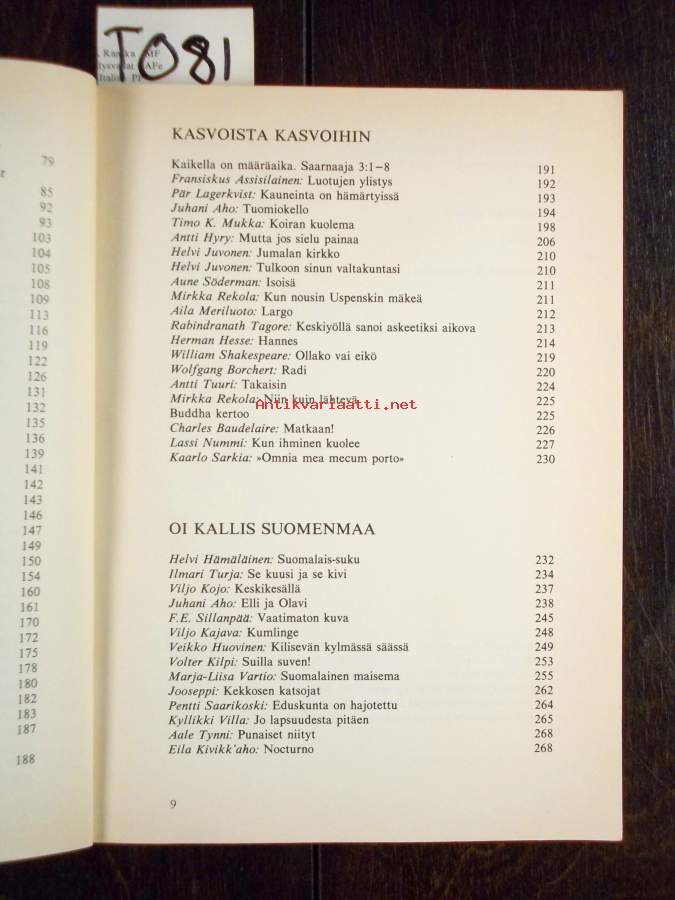 T081
Ranika MF
AFe
KASVOISTA KASVOIHIN
Kaikella on määräaika. Saarnaaja 3:1–8 191
Fransiskus Assisilainen: Luotujen ylistys 192
Pär Lagerkvist: Kauneinta on hämärtyissä 193
Juhani Aho: Tuomiokello 194
Timo K. Mukka: Koiran kuolema 198
Antti Hyry: Mutta jos sielu painaa 206
Helvi Juvonen: Jumalan kirkko 210
Helvi Juvonen: Tulkoon sinun valtakuntasi 210
Aune Söderman: Isoisä 211
Mirkka Rekola: Kun nousin Uspenskin mäkeä 211
Aila Meriluoto: Largo 212
Rabindranath Tagore: Keskiyöllä sanoi askeetiksi aikova 213
Herman Hesse: Hannes 214
William Shakespeare: Ollako vai eikö 219
Wolfgang Borchert: Radi 220
Antti Tuuri: Takaisin 224
Mirkka Rekola: Niin kuin lähtevä 225
Antikvariaatti.net
Buddha kertoo 225
Charles Baudelaire: Matkaan! 226
Lassi Nummi: Kun ihminen kuolee 227
Kaarlo Sarkia: »Omnia mea mecum porto» 230
OI KALLIS SUOMENMAA
Helvi Hämäläinen: Suomalais-suku 232
Ilmari Turja: Se kuusi ja se kivi 234
Viljo Kojo: Keskikesällä 237
Juhani Aho: Elli ja Olavi 238
F.E. Sillanpää: Vaatimaton kuva 245
Viljo Kajava: Kumlinge 248
Veikko Huovinen: Kilisevän kylmässä säässä 249
Volter Kilpi: Suilla suven! 253
Marja-Liisa Vartio: Suomalainen maisema 255
Jooseppi: Kekkosen katsojat 262
Pentti Saarikoski: Eduskunta on hajotettu 264
Kyllikki Villa: Jo lapsuudesta pitäen 265
Aale Tynni: Punaiset niityt 268
Eila Kivikk'aho: Nocturno 268
9
79
r
85
92
93
103
104
105
108
109
113
116
119
122
126
131
132
135
136
139
141
142
143
146
147
149
150
154
160
161
170
172
175
178
180
182
183
187
188